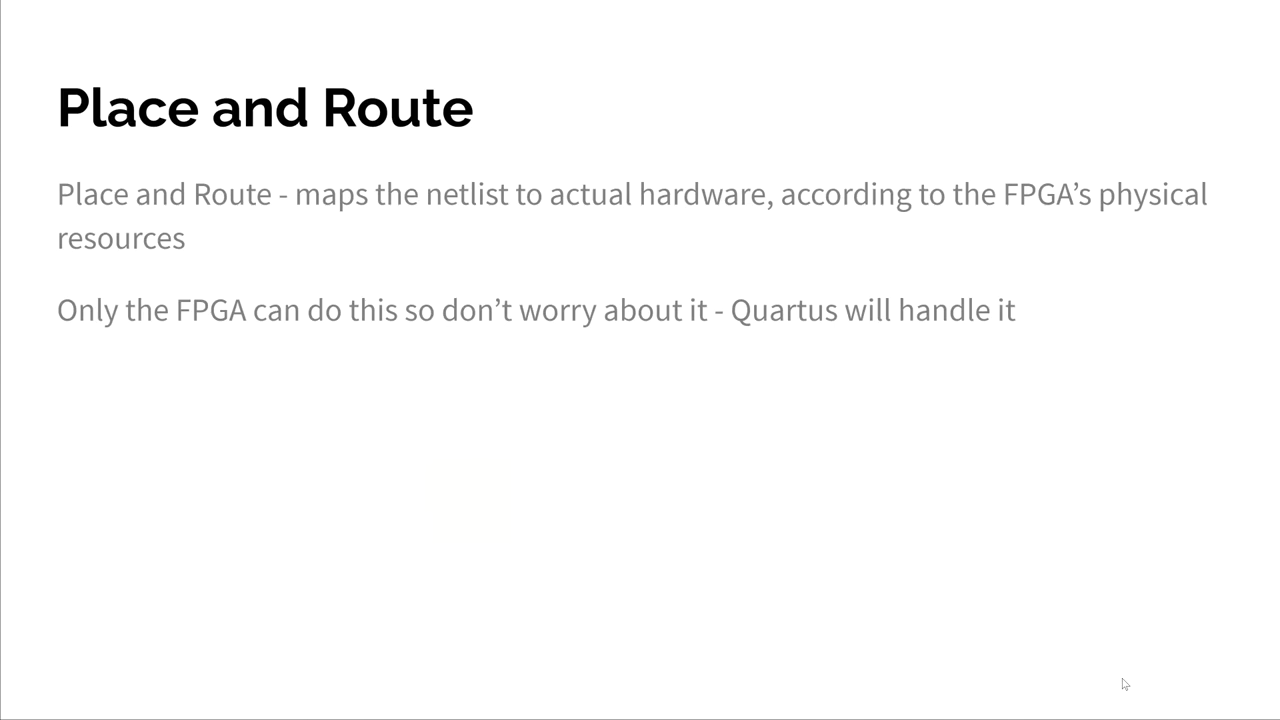 Place and Route
Place and Route - maps the netlist to actual hardware, according to the FPGA’s physical
resources
Only the FPGA can do this so don’t worry about it - Quartus will handle it